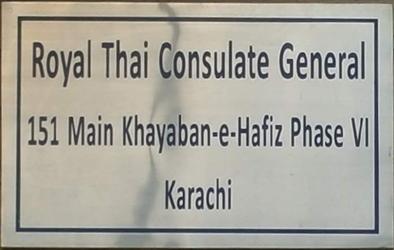 Royal Thai Consulate General
151 Main Khayaban-e-Hafiz Phase VI
Karachi